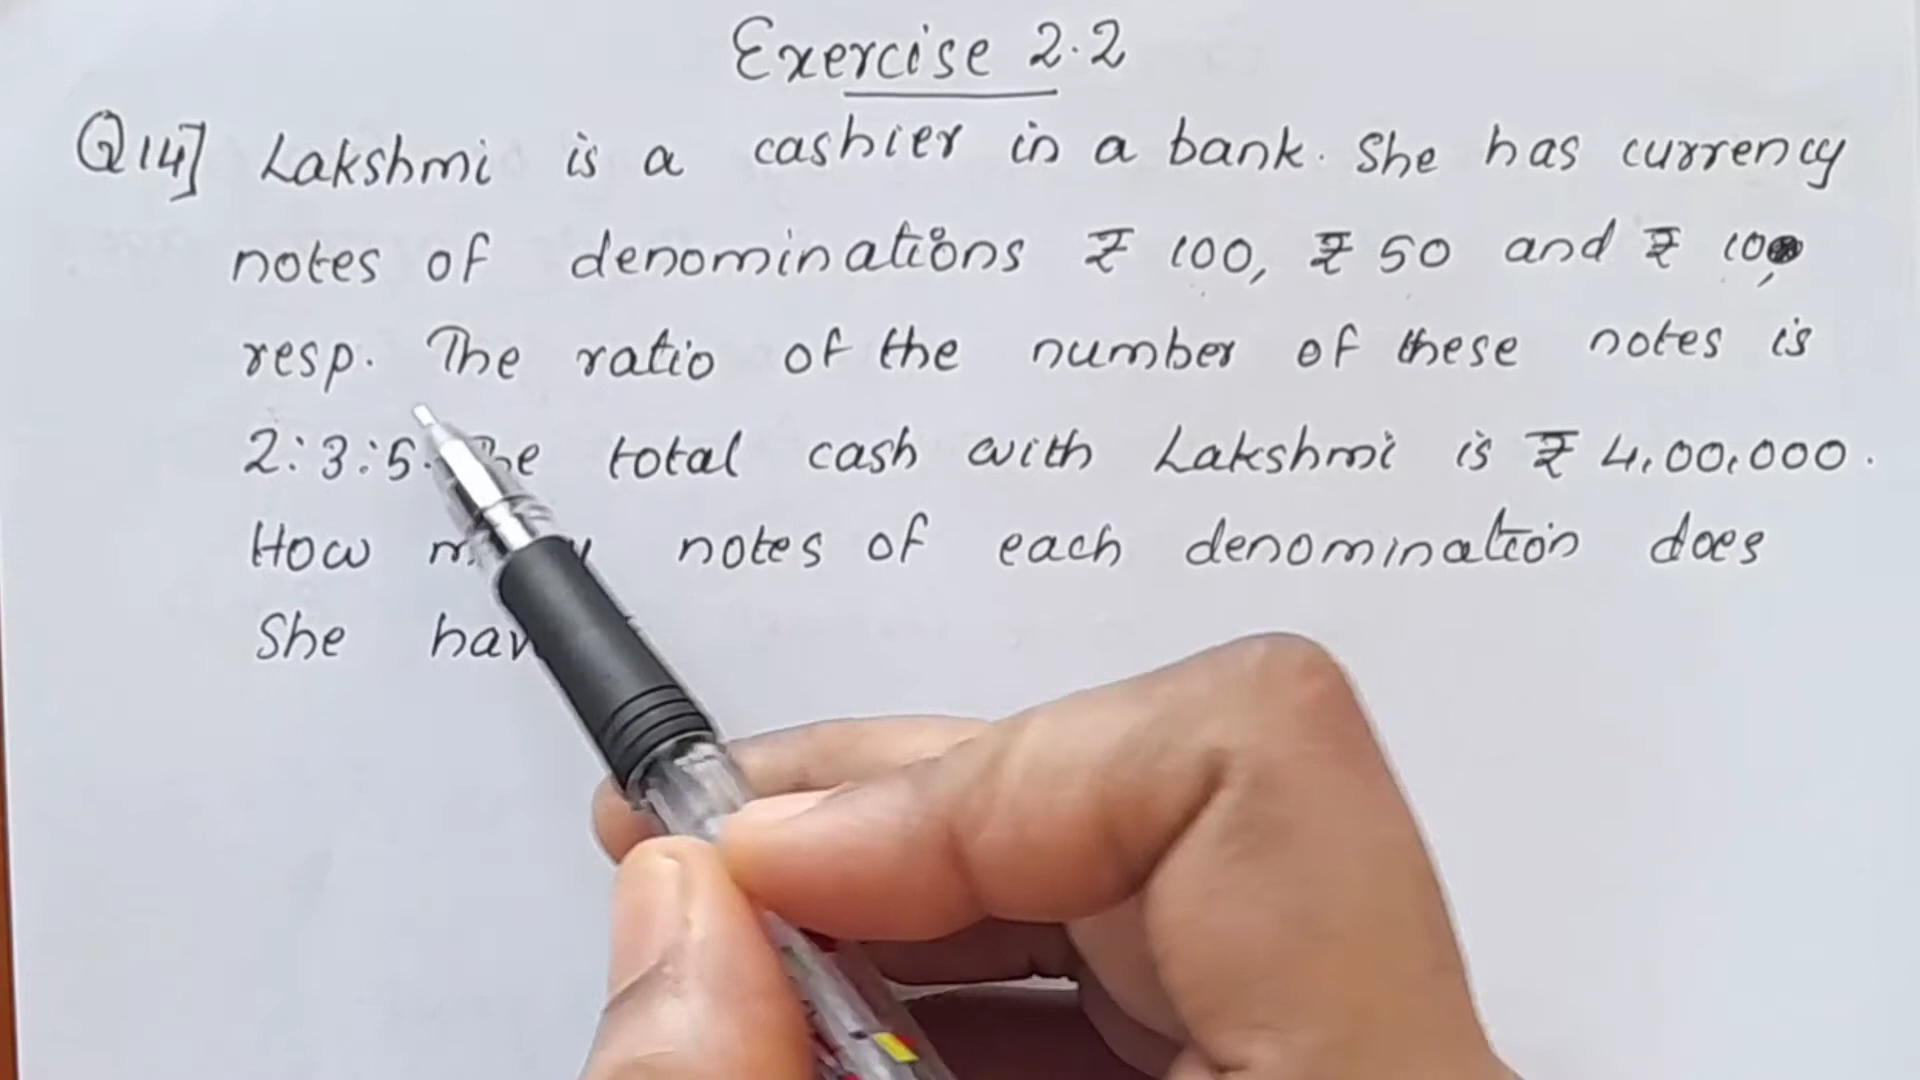 Exercise 2.2
Q14] Lakshmi is a cashier in a bank. She has currency
notes of denominations ₹ 100, ₹ 50 and ₹ 10,
resp. The ratio of the number of these notes is
2:3:5. total cash with Lakshmi is ₹ 4,00,000.
How notes of each denomination does
She